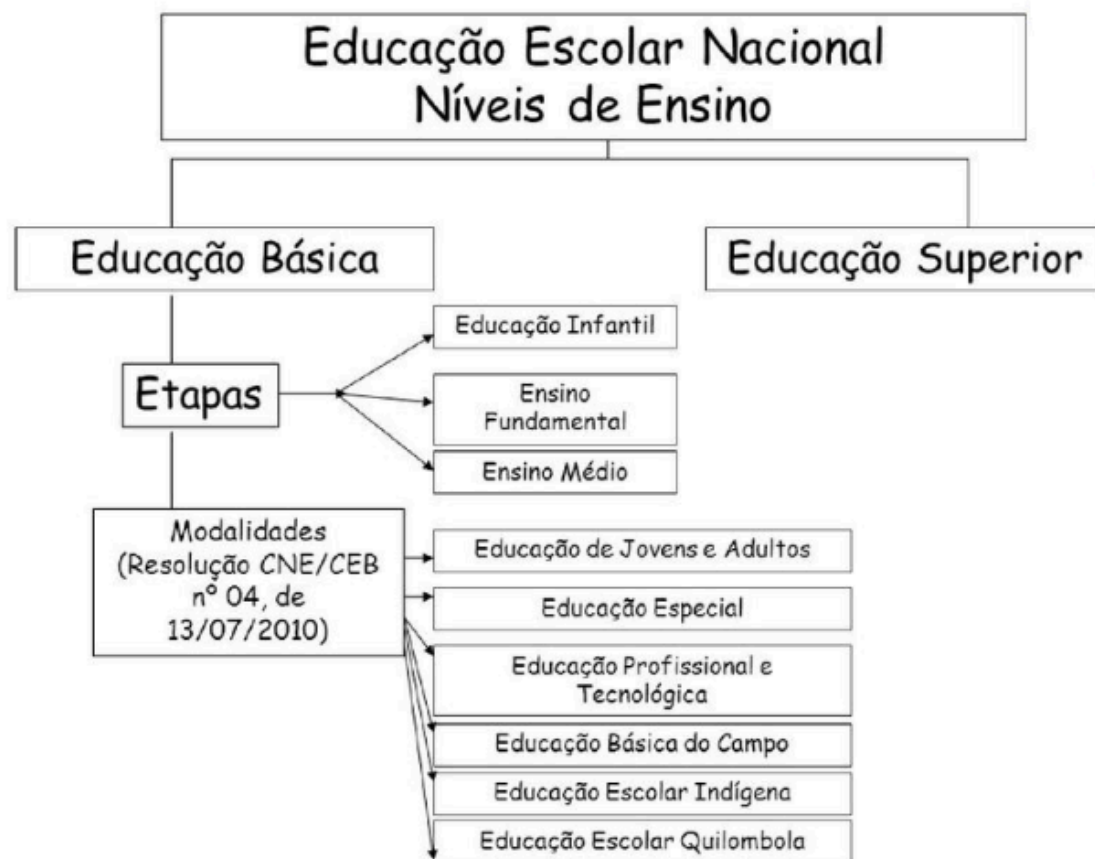 Educação Escolar Nacional
Níveis de Ensino
Educação Básica
Educação Superior
Etapas
Educação Infantil
Ensino
Fundamental
Ensino Médio
Modalidades
(Resolução CNE/CEB
nº 04, de
13/07/2010)
Educação de Jovens e Adultos
Educação Especial
Educação Profissional e
Tecnológica
Educação Básica do Campo
Educação Escolar Indígena
Educação Escolar Quilombola